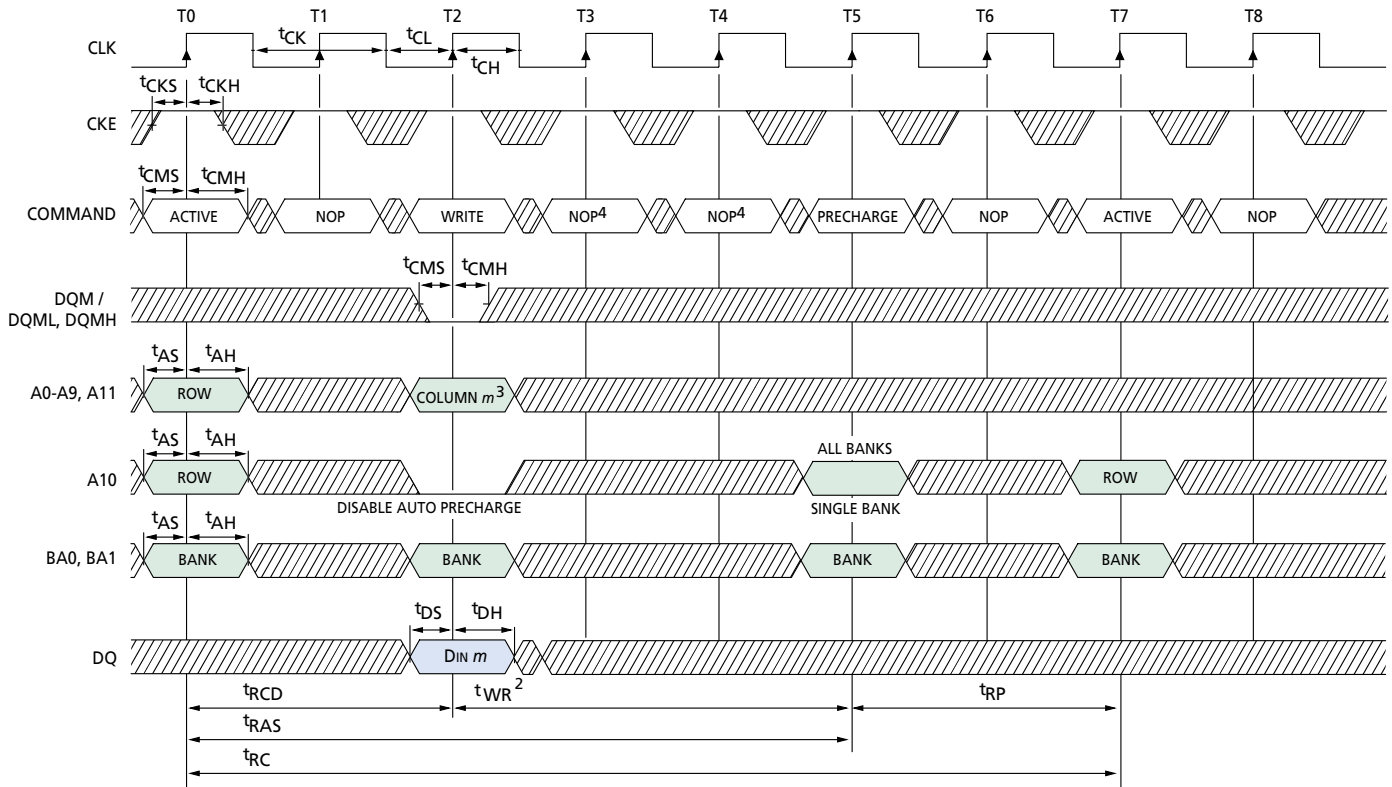 T0 T1 T2 T3 T4 T5 T6 T7 T8
CLK
tCK tCL tCH
tCKS tCKH
CKE
tCMS tCMH
COMMAND
ACTIVE NOP WRITE NOP4 NOP4 PRECHARGE NOP ACTIVE NOP
tCMS tCMH
DQM /
DQML, DQMH
tAS tAH
A0-A9, A11
ROW COLUMN m3
tAS tAH
ALL BANKS
A10
ROW ROW
DISABLE AUTO PRECHARGE SINGLE BANK
tAS tAH
BA0, BA1
BANK BANK BANK BANK
tDS tDH
DQ
DIN m
tRCD tWR2 tRP
tRAS
tRC